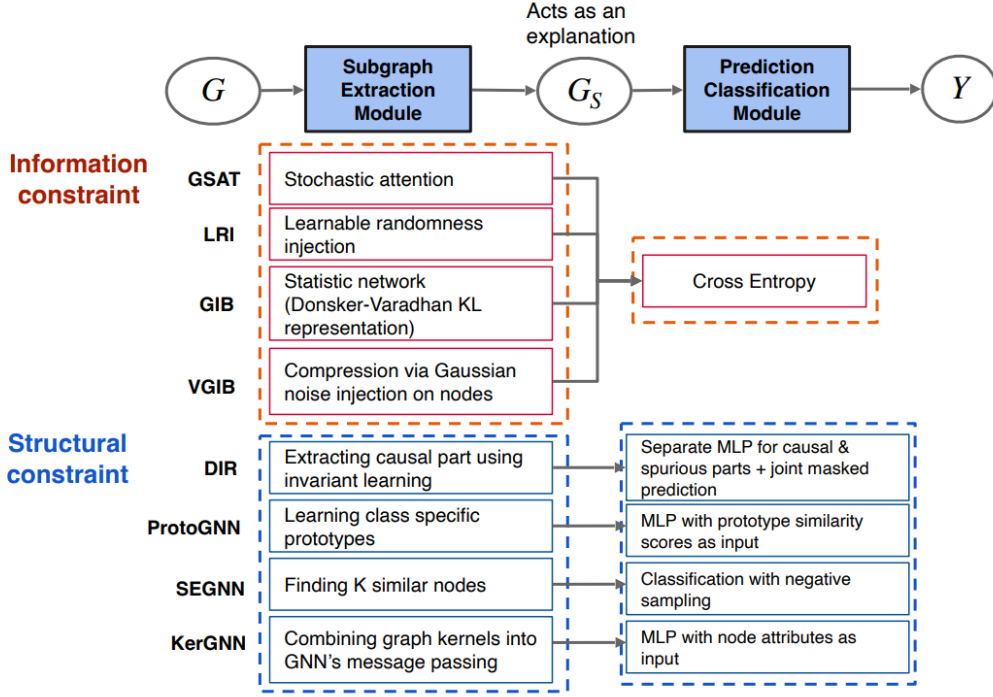 Acts as an
explanation
G
Subgraph
Extraction
Module
G_S
Prediction
Classification
Module
Y
Information
constraint
GSAT
Stochastic attention
LRI
Learnable randomness
injection
GIB
Statistic network
(Donsker-Varadhan KL
representation)
VGIB
Compression via Gaussian
noise injection on nodes
Cross Entropy
Structural
constraint
DIR
Extracting causal part using
invariant learning
Separate MLP for causal &
spurious parts + joint masked
prediction
ProtoGNN
Learning class specific
prototypes
MLP with prototype similarity
scores as input
SEGNN
Finding K similar nodes
Classification with negative
sampling
KerGNN
Combining graph kernels into
GNN's message passing
MLP with node attributes as
input